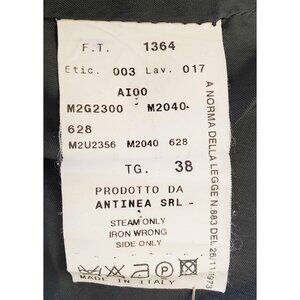 F.T. 1364
Etic. 003 Lav. 017
AI00
M2G2300 M2040-
628
M2U2356 M2040 628
TG. 38
PRODOTTO DA
ANTINEA SRL -
STEAM ONLY
IRON WRONG
SIDE ONLY
P
MADE IN ITALY
A NORMA DELLA LEGGE N.883 DEL 26/11/1973